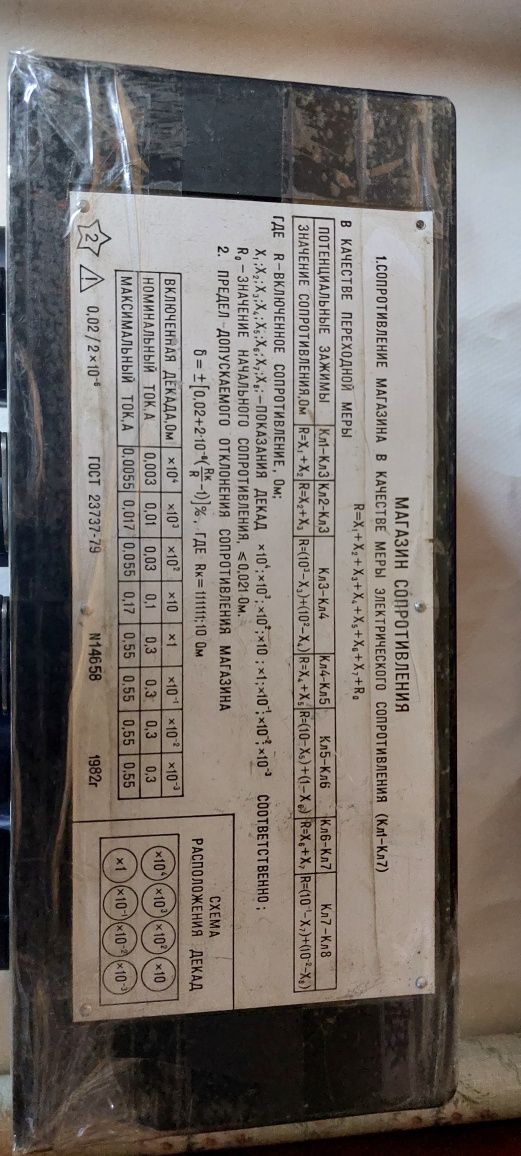 МАГАЗИН СОПРОТИВЛЕНИЯ
1.СОПРОТИВЛЕНИЕ МАГАЗИНА В КАЧЕСТВЕ МЕРЫ ЭЛЕКТРИЧЕСКОГО СОПРОТИВЛЕНИЯ (Кл1–Кл7)
R=X₁+X₂+X₃+X₄+X₅+X₆+X₇+R₀
В КАЧЕСТВЕ ПЕРЕХОДНОЙ МЕРЫ
ПОТЕНЦИАЛЬНЫЕ ЗАЖИМЫ Кл1–Кл3 Кл2–Кл3 Кл3–Кл4 Кл4–Кл5 Кл5–Кл6 Кл6–Кл7 Кл7–Кл8
ЗНАЧЕНИЕ СОПРОТИВЛЕНИЯ,Ом R=X₁+X₂ R=X₂+X₃ R=(10³–X₃)+(10²–X₄) R=X₄+X₅ R=(10–X₅)+(1–X₆) R=X₆+X₇ R=(10⁻¹–X₇)+(10⁻²–X₈)
ГДЕ R–ВКЛЮЧЕННОЕ СОПРОТИВЛЕНИЕ, Ом;
X₁;X₂;X₃;X₄;X₅;X₆;X₇;X₈;–ПОКАЗАНИЯ ДЕКАД ×10⁴;×10³;×10²;×10;×1;×10⁻¹;×10⁻²;×10⁻³ СООТВЕТСТВЕННО;
R₀–ЗНАЧЕНИЕ НАЧАЛЬНОГО СОПРОТИВЛЕНИЯ, ≤0,021 Ом.
2. ПРЕДЕЛ ДОПУСКАЕМОГО ОТКЛОНЕНИЯ СОПРОТИВЛЕНИЯ МАГАЗИНА
δ=±[0,02+2·10⁻⁶(Rк/R–1)]%, ГДЕ Rк=111111,10 Ом
ВКЛЮЧЕННАЯ ДЕКАДА,Ом ×10⁴ ×10³ ×10² ×10 ×1 ×10⁻¹ ×10⁻² ×10⁻³
НОМИНАЛЬНЫЙ ТОК,А 0,003 0,01 0,03 0,1 0,3 0,3 0,3 0,3
МАКСИМАЛЬНЫЙ ТОК,А 0,0055 0,017 0,055 0,17 0,55 0,55 0,55 0,55
2 0,02/2×10⁻⁶ ГОСТ 23737-79 N14658 1982г
СХЕМА
РАСПОЛОЖЕНИЯ ДЕКАД
×10⁴ ×10³ ×10² ×10
×1 ×10⁻¹ ×10⁻² ×10⁻³